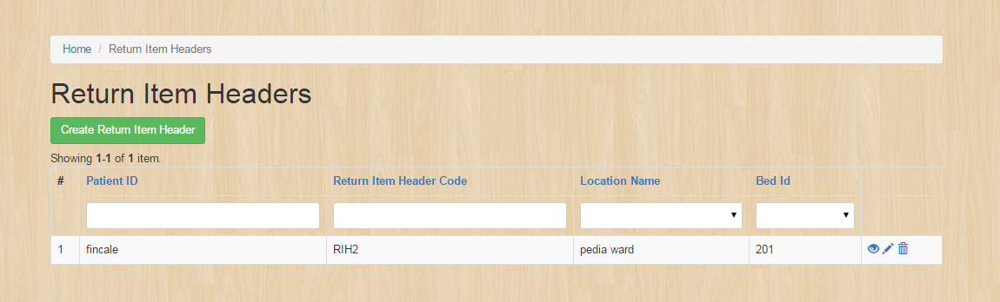 Home / Return Item Headers
Return Item Headers
Create Return Item Header
Showing 1-1 of 1 item.
# Patient ID Return Item Header Code Location Name Bed Id
1 fincale RIH2 pedia ward 201